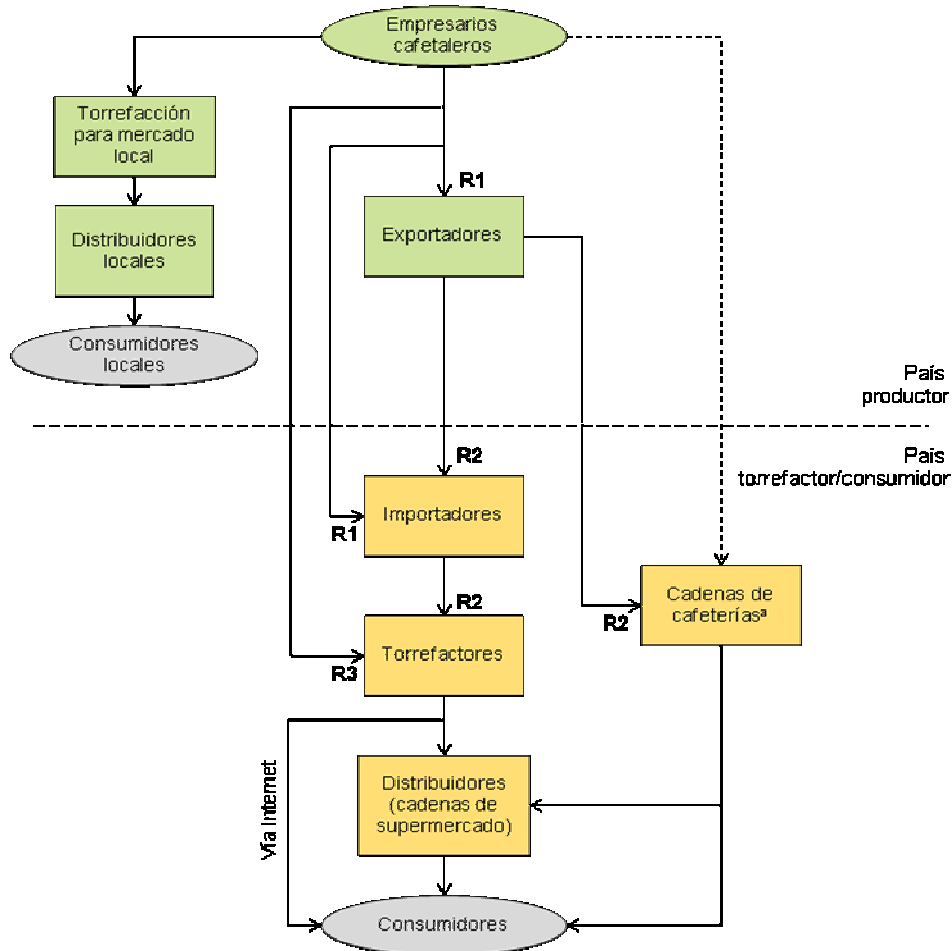 Empresarios
cafetaleros
Torrefacción
para mercado
local
R1
Exportadores
Distribuidores
locales
Consumidores
locales
País
productor
Pais
torrefactor/consumidor
R2
Importadores
R1
R2
Cadenas de
cafeteríasª
R2
Torrefactores
R3
Vía Internet
Distribuidores
(cadenas de
supermercado)
Consumidores